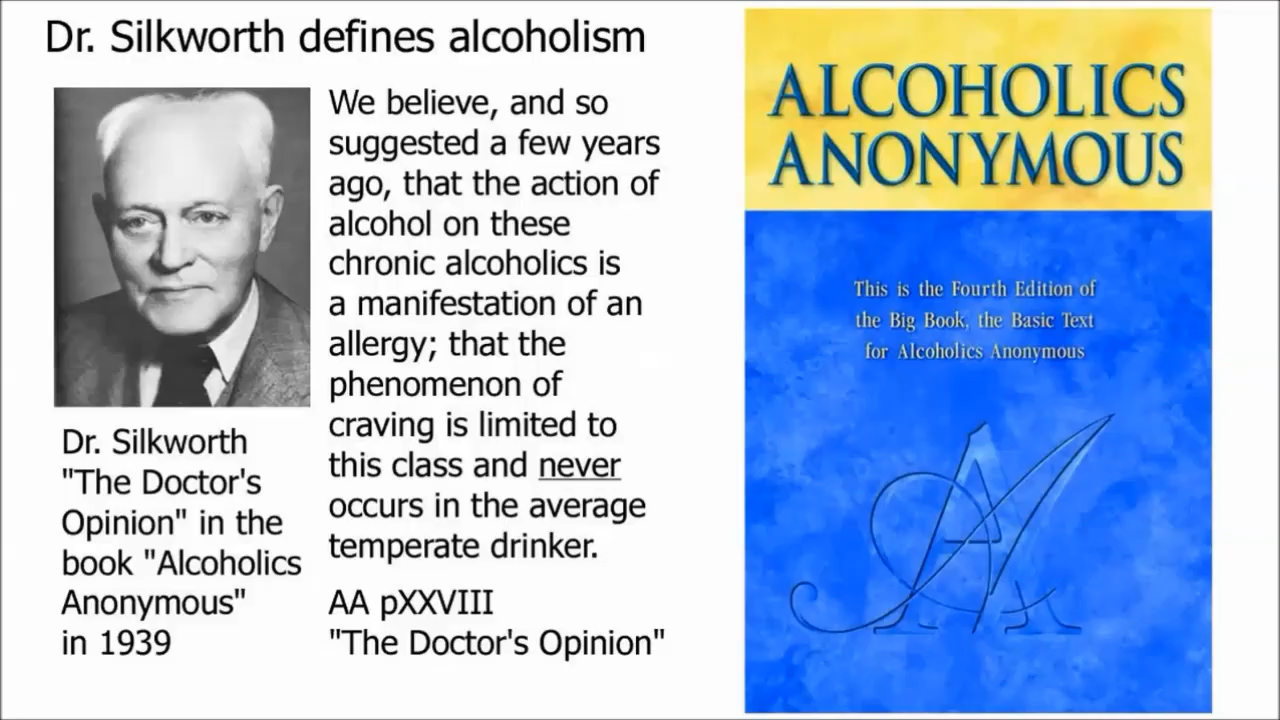 Dr. Silkworth defines alcoholism
Dr. Silkworth
"The Doctor's
Opinion" in the
book "Alcoholics
Anonymous"
in 1939
We believe, and so
suggested a few years
ago, that the action of
alcohol on these
chronic alcoholics is
a manifestation of an
allergy; that the
phenomenon of
craving is limited to
this class and never
occurs in the average
temperate drinker.
AA pXXVIII
"The Doctor's Opinion"
ALCOHOLICS
ANONYMOUS
This is the Fourth Edition of
the Big Book, the Basic Text
for Alcoholics Anonymous
AA